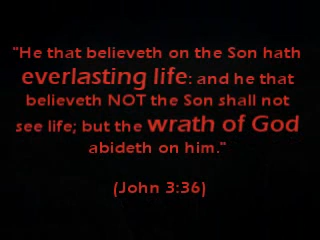 "He that believeth on the Son hath
everlasting life: and he that
believeth NOT the Son shall not
see life; but the wrath of God
abideth on him."
(John 3:36)